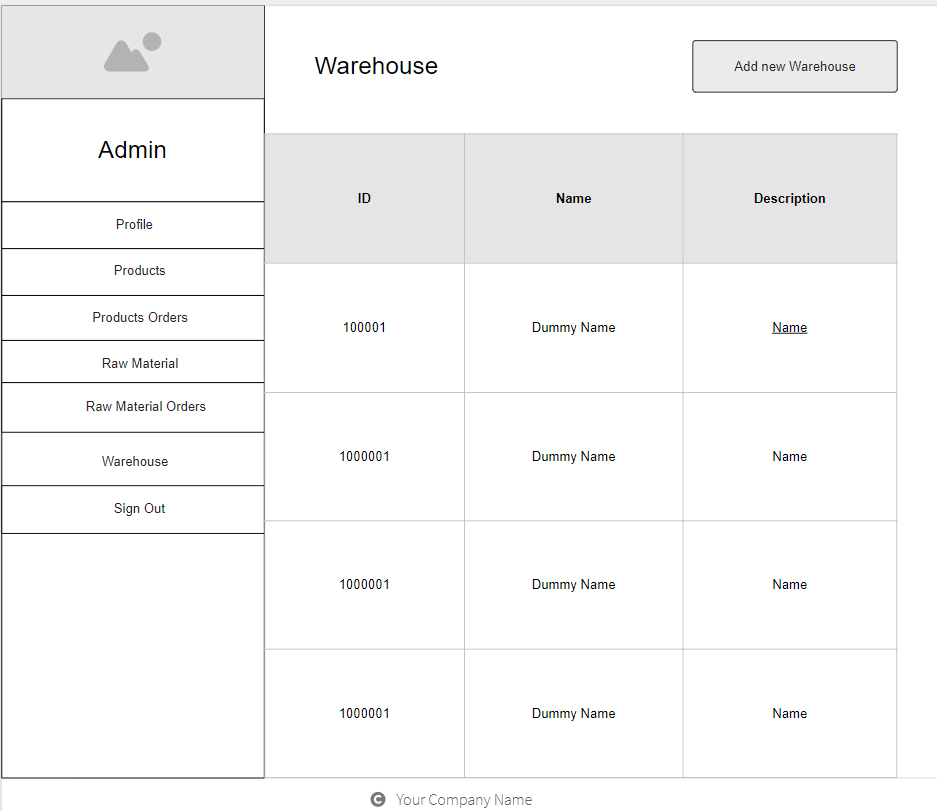 Warehouse
Add new Warehouse
Admin
Profile
Products
Products Orders
Raw Material
Raw Material Orders
Warehouse
Sign Out
ID Name Description
100001 Dummy Name Name
1000001 Dummy Name Name
1000001 Dummy Name Name
1000001 Dummy Name Name
© Your Company Name